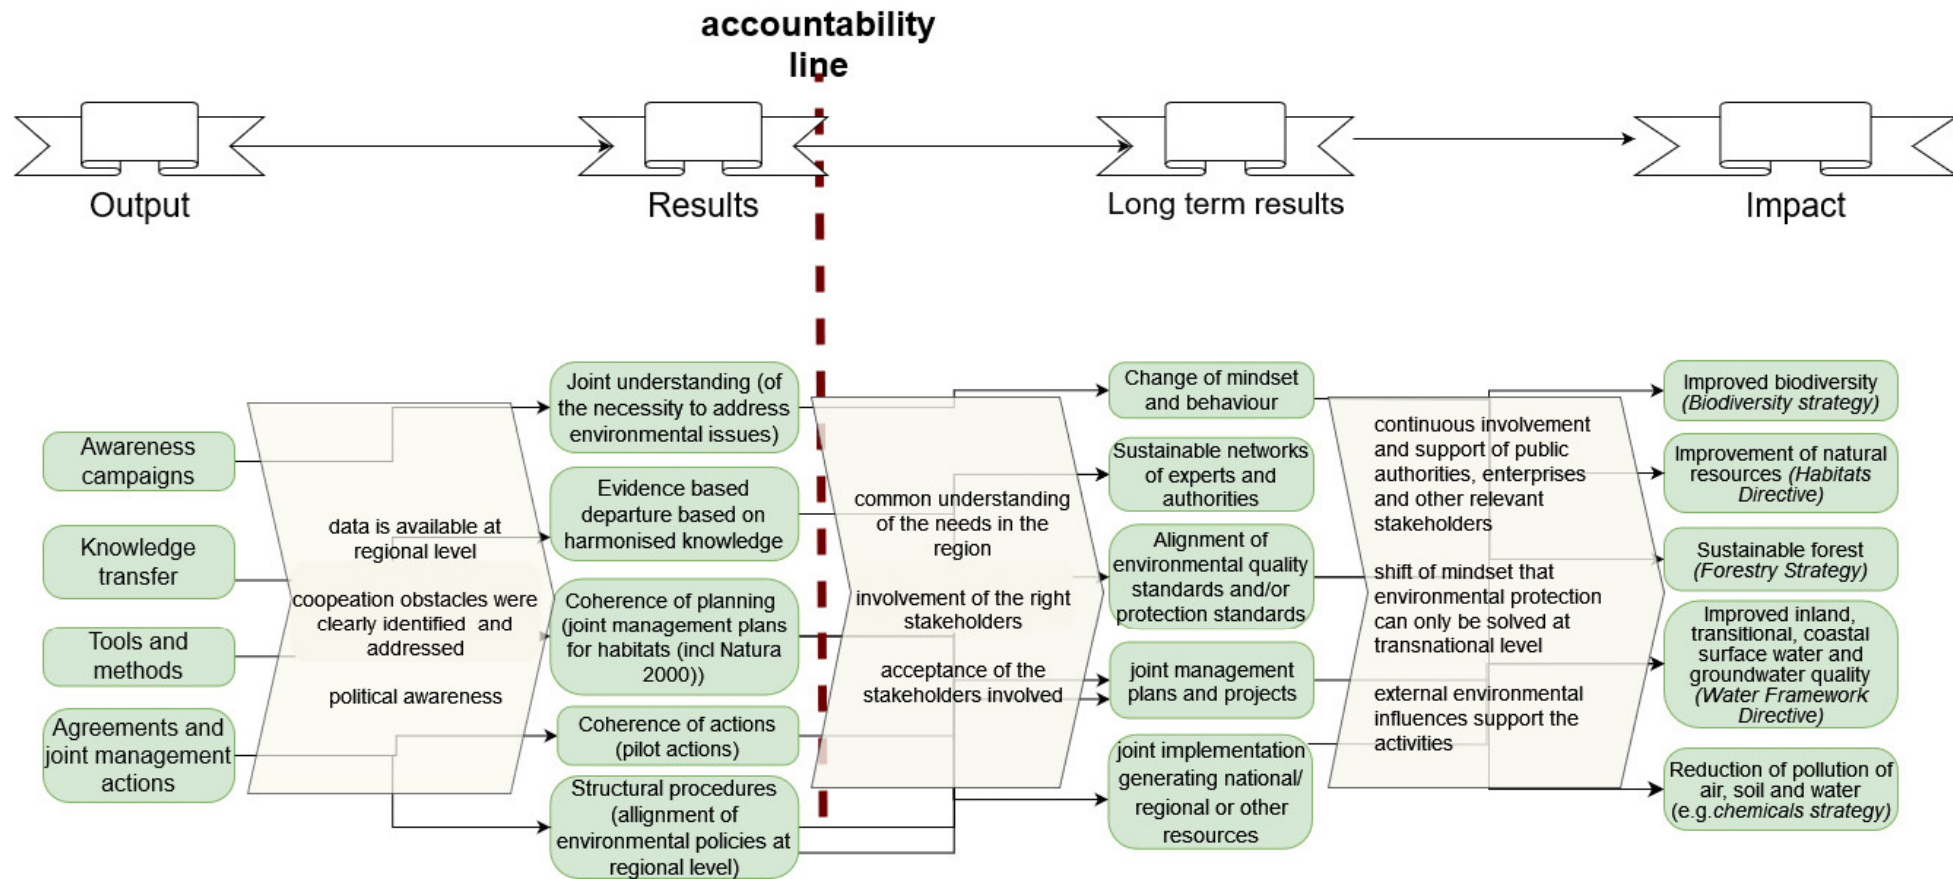 accountability
line
Output
Results
Long term results
Impact
Awareness
campaigns
Knowledge
transfer
Tools and
methods
Agreements and
joint management
actions
data is available at
regional level
coopeation obstacles were
clearly identified and
addressed
political awareness
Joint understanding (of
the necessity to address
environmental issues)
Evidence based
departure based on
harmonised knowledge
Coherence of planning
(joint management plans
for habitats (incl Natura
2000))
Coherence of actions
(pilot actions)
Structural procedures
(allignment of
environmental policies at
regional level)
common understanding
of the needs in the
region
involvement of the right
stakeholders
acceptance of the
stakeholders involved
Change of mindset
and behaviour
Sustainable networks
of experts and
authorities
Alignment of
environmental quality
standards and/or
protection standards
joint management
plans and projects
joint implementation
generating national/
regional or other
resources
continuous involvement
and support of public
authorities, enterprises
and other relevant
stakeholders
shift of mindset that
environmental protection
can only be solved at
transnational level
external environmental
influences support the
activities
Improved biodiversity
(Biodiversity strategy)
Improvement of natural
resources (Habitats
Directive)
Sustainable forest
(Forestry Strategy)
Improved inland,
transitional, coastal
surface water and
groundwater quality
(Water Framework
Directive)
Reduction of pollution of
air, soil and water
(e.g.chemicals strategy)